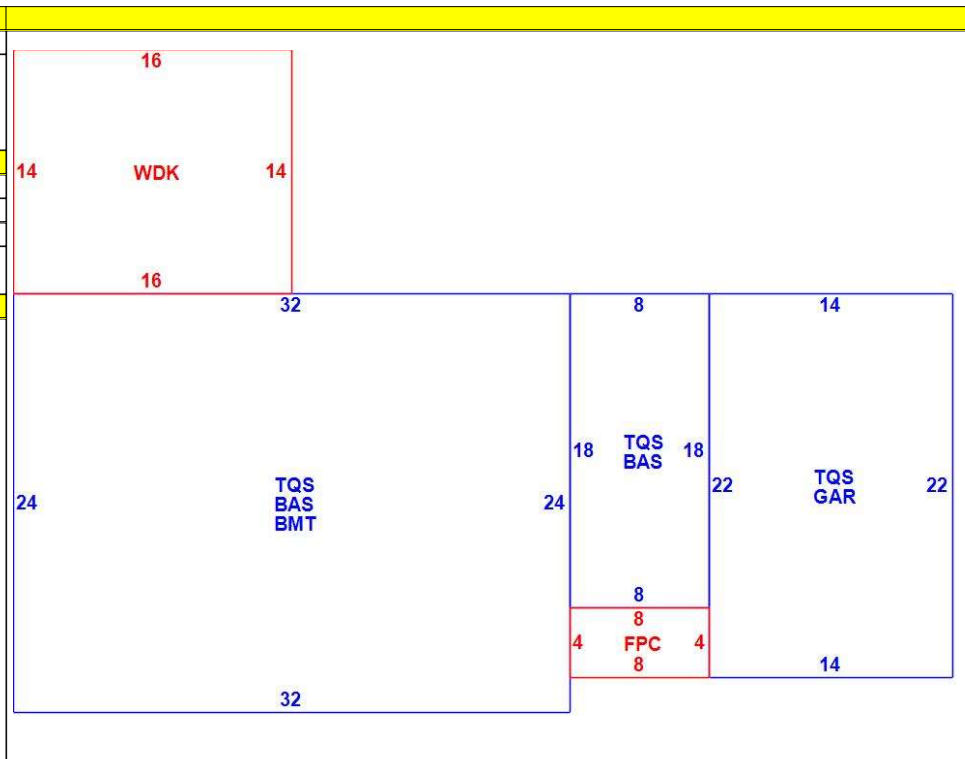 16
14 WDK 14
16
32 8 14
18 TQS 18
BAS
24 TQS 24
BAS
BMT
22 TQS 22
GAR
8
8
4 FPC 4
8
14
32